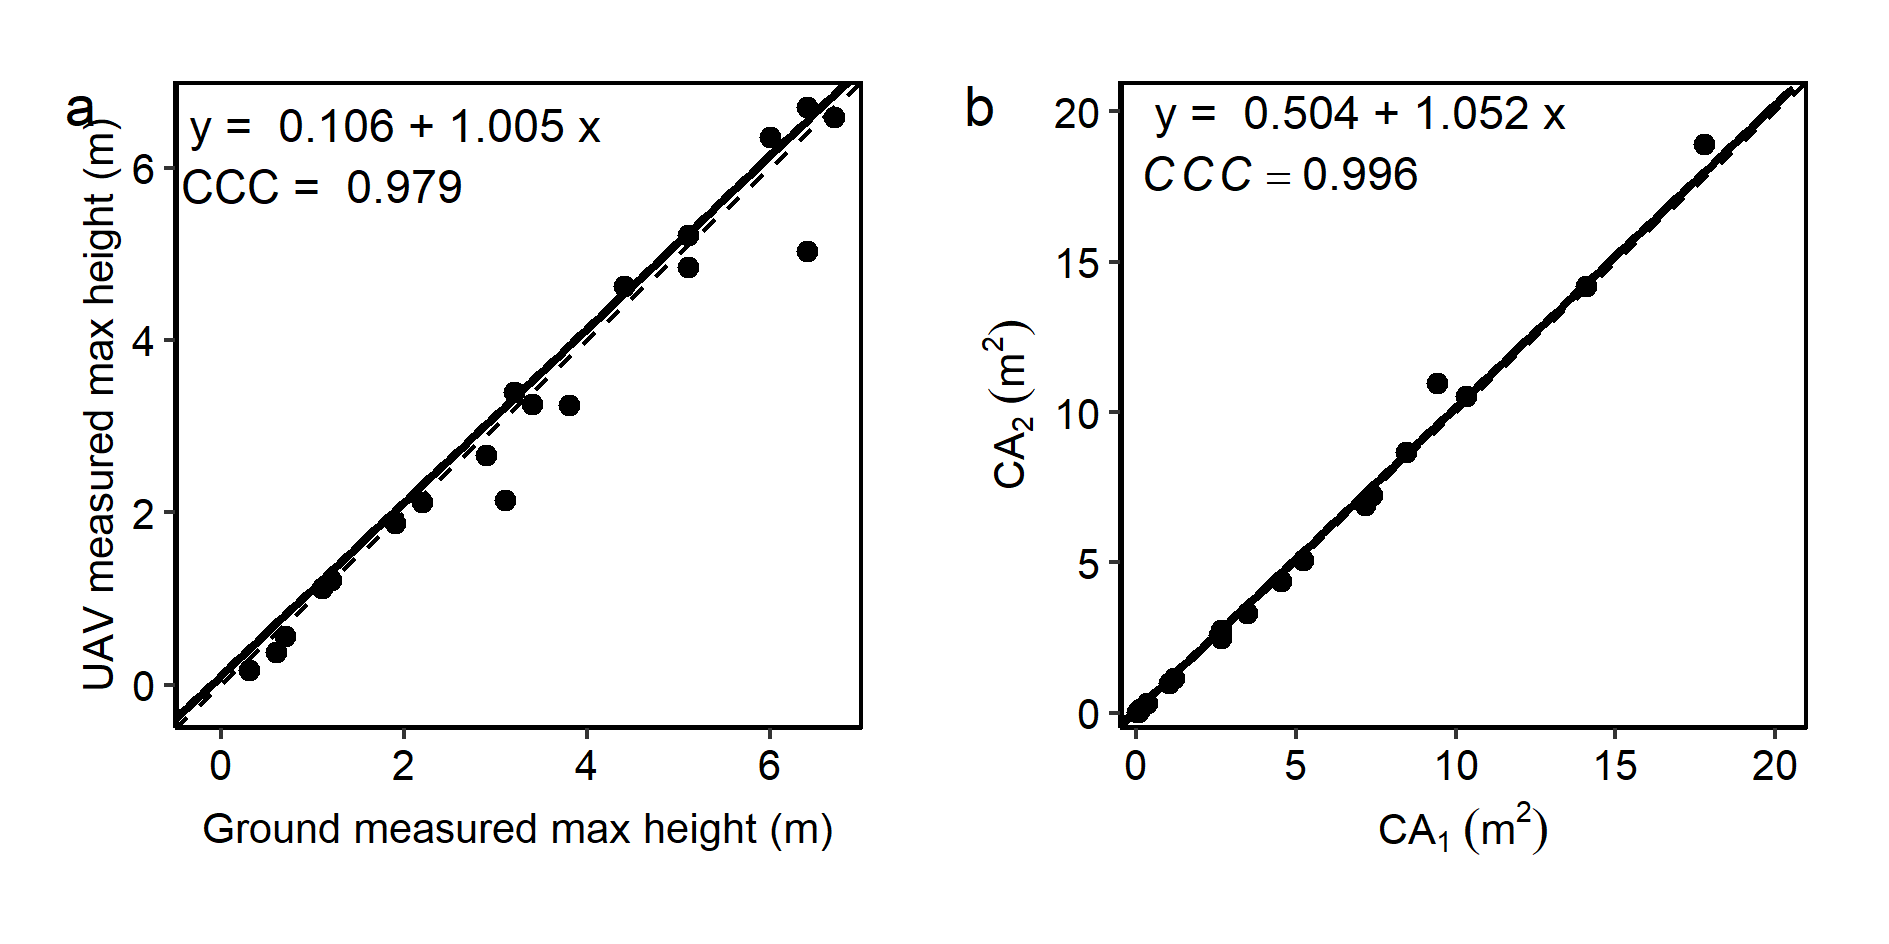 a
y = 0.106 + 1.005 x
CCC = 0.979
UAV measured max height (m)
6
4
2
0
0 2 4 6
Ground measured max height (m)
b
y = 0.504 + 1.052 x
CCC = 0.996
CA₂ (m²)
20
15
10
5
0
0 5 10 15 20
CA₁ (m²)